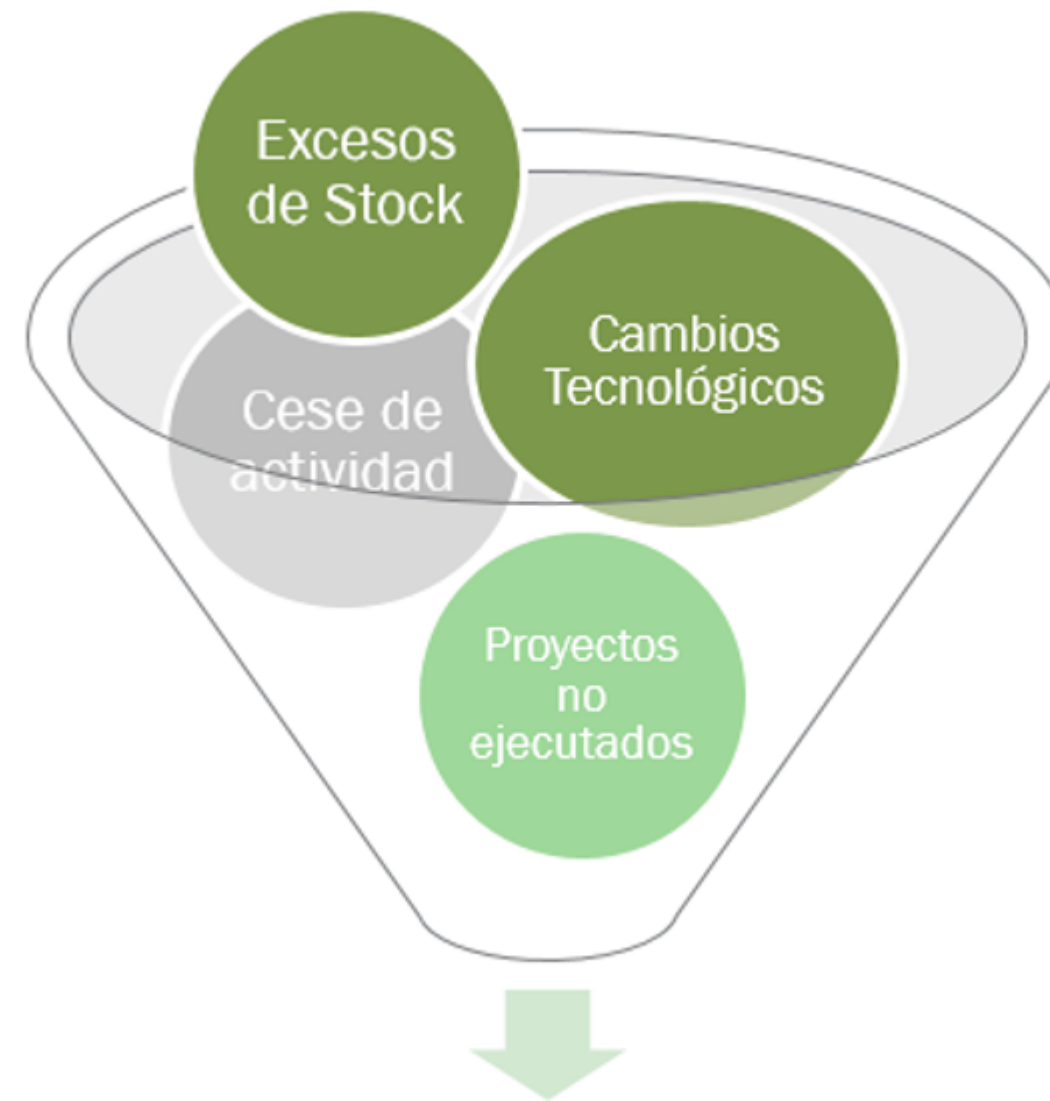 Excesos
de Stock
Cambios
Tecnológicos
Cese de
actividad
Proyectos
no
ejecutados